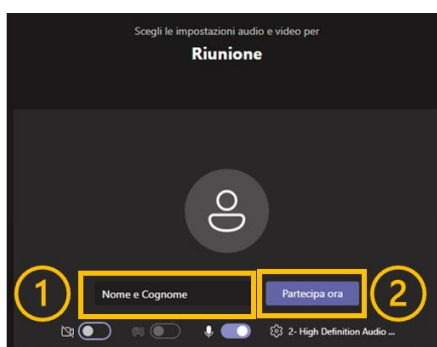 Scegli le impostazioni audio e video per
Riunione
1
Nome e Cognome
Partecipa ora
2
2- High Definition Audio ...